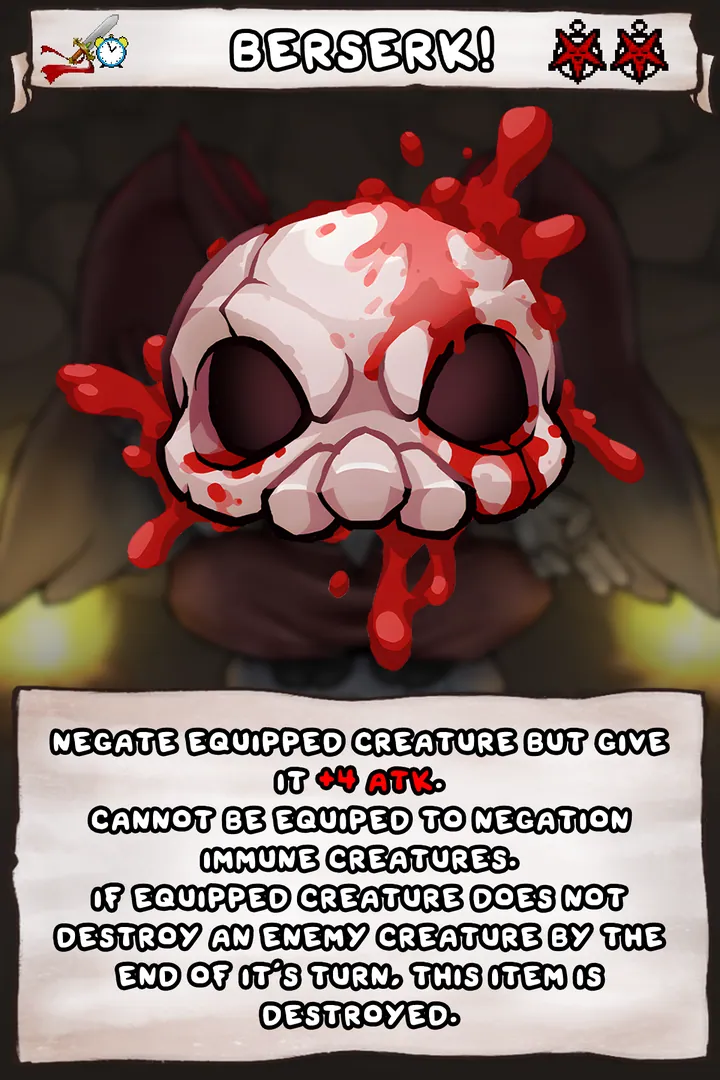 BERSERK!
NEGATE EQUIPPED CREATURE BUT GIVE
IT +4 ATK.
CANNOT BE EQUIPED TO NEGATION
IMMUNE CREATURES.
IF EQUIPPED CREATURE DOES NOT
DESTROY AN ENEMY CREATURE BY THE
END OF IT'S TURN, THIS ITEM IS
DESTROYED.